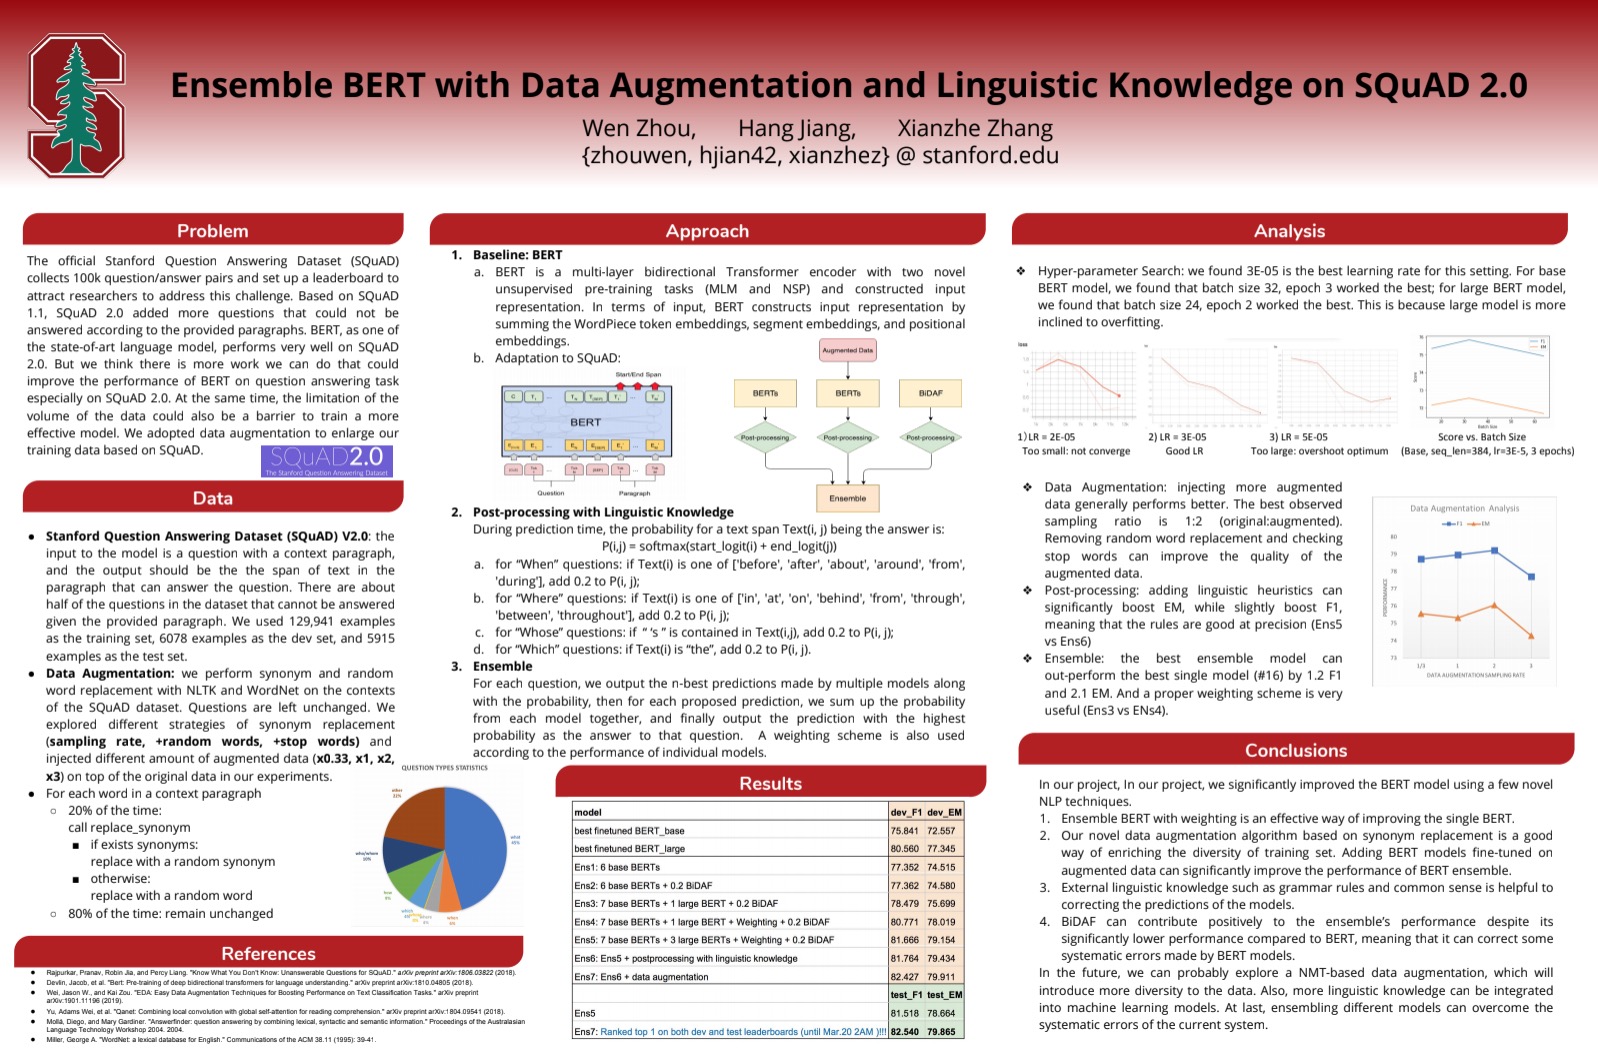 Ensemble BERT with Data Augmentation and Linguistic Knowledge on SQuAD 2.0
Wen Zhou, Hang Jiang, Xianzhe Zhang
{zhouwen, hjian42, xianzhez} @ stanford.edu
Problem
The official Stanford Question Answering Dataset (SQuAD)
collects 100k question/answer pairs and set up a leaderboard to
attract researchers to address this challenge. Based on SQuAD
1.1, SQuAD 2.0 added more questions that could not be
answered according to the provided paragraphs. BERT, as one of
the state-of-art language model, performs very well on SQuAD
2.0. But we think there is more work we can do that could
improve the performance of BERT on question answering task
especially on SQuAD 2.0. At the same time, the limitation of the
volume of the data could also be a barrier to train a more
effective model. We adopted data augmentation to enlarge our
training data based on SQuAD.
SQuAD2.0
The Stanford Question Answering Dataset
Data
● Stanford Question Answering Dataset (SQuAD) V2.0: the
input to the model is a question with a context paragraph,
and the output should be the the span of text in the
paragraph that can answer the question. There are about
half of the questions in the dataset that cannot be answered
given the provided paragraph. We used 129,941 examples
as the training set, 6078 examples as the dev set, and 5915
examples as the test set.
● Data Augmentation: we perform synonym and random
word replacement with NLTK and WordNet on the contexts
of the SQuAD dataset. Questions are left unchanged. We
explored different strategies of synonym replacement
(sampling rate, +random words, +stop words) and
injected different amount of augmented data (x0.33, x1, x2,
x3) on top of the original data in our experiments.
● For each word in a context paragraph
○ 20% of the time:
call replace_synonym
■ if exists synonyms:
replace with a random synonym
■ otherwise:
replace with a random word
○ 80% of the time: remain unchanged
QUESTION TYPES STATISTICS
other
what
who/whom
10%
how
when
References
● Rajpurkar, Pranav, Robin Jia, and Percy Liang. "Know What You Don't Know: Unanswerable Questions for SQuAD." arXiv preprint arXiv:1806.03822 (2018).
● Devlin, Jacob, et al. "Bert: Pre-training of deep bidirectional transformers for language understanding." arXiv preprint arXiv:1810.04805 (2018).
● Wei, Jason W., and Kai Zou. "EDA: Easy Data Augmentation Techniques for Boosting Performance on Text Classification Tasks." arXiv preprint
arXiv:1901.11196 (2019).
● Yu, Adams Wei, et al. "Qanet: Combining local convolution with global self-attention for reading comprehension." arXiv preprint arXiv:1804.09541 (2018).
● Mollá, Diego, and Mary Gardiner. "Answerfinder: question answering by combining lexical, syntactic and semantic information." Proceedings of the Australasian
Language Technology Workshop 2004. 2004.
● Miller, George A. "WordNet: a lexical database for English." Communications of the ACM 38.11 (1995): 39-41.
Approach
1. Baseline: BERT
a. BERT is a multi-layer bidirectional Transformer encoder with two novel
unsupervised pre-training tasks (MLM and NSP) and constructed input
representation. In terms of input, BERT constructs input representation by
summing the WordPiece token embeddings, segment embeddings, and positional
embeddings.
b. Adaptation to SQuAD:
Start/End Span
BERT
Question Paragraph
Augmented Data
BERTs BERTs BiDAF
Post-processing Post-processing Post-processing
Ensemble
2. Post-processing with Linguistic Knowledge
During prediction time, the probability for a text span Text(i, j) being the answer is:
P(i,j) = softmax(start_logit(i) + end_logit(j))
a. for "When" questions: if Text(i) is one of ['before', 'after', 'about', 'around', 'from',
'during'], add 0.2 to P(i, j);
b. for "Where" questions: if Text(i) is one of ['in', 'at', 'on', 'behind', 'from', 'through',
'between', 'throughout'], add 0.2 to P(i, j);
c. for "Whose" questions: if " 's " is contained in Text(i,j), add 0.2 to P(i, j);
d. for "Which" questions: if Text(i) is "the", add 0.2 to P(i, j).
3. Ensemble
For each question, we output the n-best predictions made by multiple models along
with the probability, then for each proposed prediction, we sum up the probability
from each model together, and finally output the prediction with the highest
probability as the answer to that question. A weighting scheme is also used
according to the performance of individual models.
Results
model dev_F1 dev_EM
best finetuned BERT_base 75.841 72.557
best finetuned BERT_large 80.560 77.345
Ens1: 6 base BERTs 77.352 74.515
Ens2: 6 base BERTs + 0.2 BiDAF 77.362 74.580
Ens3: 7 base BERTs + 1 large BERT + 0.2 BiDAF 78.479 75.699
Ens4: 7 base BERTs + 1 large BERT + Weighting + 0.2 BiDAF 80.771 78.019
Ens5: 7 base BERTs + 3 large BERTs + Weighting + 0.2 BiDAF 81.666 79.154
Ens6: Ens5 + postprocessing with linguistic knowledge 81.764 79.434
Ens7: Ens6 + data augmentation 82.427 79.911
test_F1 test_EM
Ens5 81.518 78.664
Ens7: Ranked top 1 on both dev and test leaderboards (until Mar.20 2AM )!!! 82.540 79.865
Analysis
❖ Hyper-parameter Search: we found 3E-05 is the best learning rate for this setting. For base
BERT model, we found that batch size 32, epoch 3 worked the best; for large BERT model,
we found that batch size 24, epoch 2 worked the best. This is because large model is more
inclined to overfitting.
loss
F1
EM
Score
Batch Size
1) LR = 2E-05
Too small: not converge
2) LR = 3E-05
Good LR
3) LR = 5E-05
Too large: overshoot optimum
Score vs. Batch Size
(Base, seq_len=384, lr=3E-5, 3 epochs)
❖ Data Augmentation: injecting more augmented
data generally performs better. The best observed
sampling ratio is 1:2 (original:augmented).
Removing random word replacement and checking
stop words can improve the quality of the
augmented data.
❖ Post-processing: adding linguistic heuristics can
significantly boost EM, while slightly boost F1,
meaning that the rules are good at precision (Ens5
vs Ens6)
❖ Ensemble: the best ensemble model can
out-perform the best single model (#16) by 1.2 F1
and 2.1 EM. And a proper weighting scheme is very
useful (Ens3 vs ENs4).
Data Augmentation Analysis
F1 EM
PERFORMANCE
80
79
78
77
76
75
74
73
1/3 1 2 3
DATA AUGMENTATION SAMPLING RATE
Conclusions
In our project, In our project, we significantly improved the BERT model using a few novel
NLP techniques.
1. Ensemble BERT with weighting is an effective way of improving the single BERT.
2. Our novel data augmentation algorithm based on synonym replacement is a good
way of enriching the diversity of training set. Adding BERT models fine-tuned on
augmented data can significantly improve the performance of BERT ensemble.
3. External linguistic knowledge such as grammar rules and common sense is helpful to
correcting the predictions of the models.
4. BiDAF can contribute positively to the ensemble's performance despite its
significantly lower performance compared to BERT, meaning that it can correct some
systematic errors made by BERT models.
In the future, we can probably explore a NMT-based data augmentation, which will
introduce more diversity to the data. Also, more linguistic knowledge can be integrated
into machine learning models. At last, ensembling different models can overcome the
systematic errors of the current system.